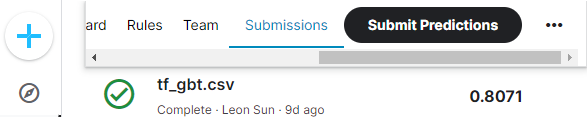 ard Rules Team Submissions Submit Predictions
tf_gbt.csv 0.8071
Complete · Leon Sun · 9d ago